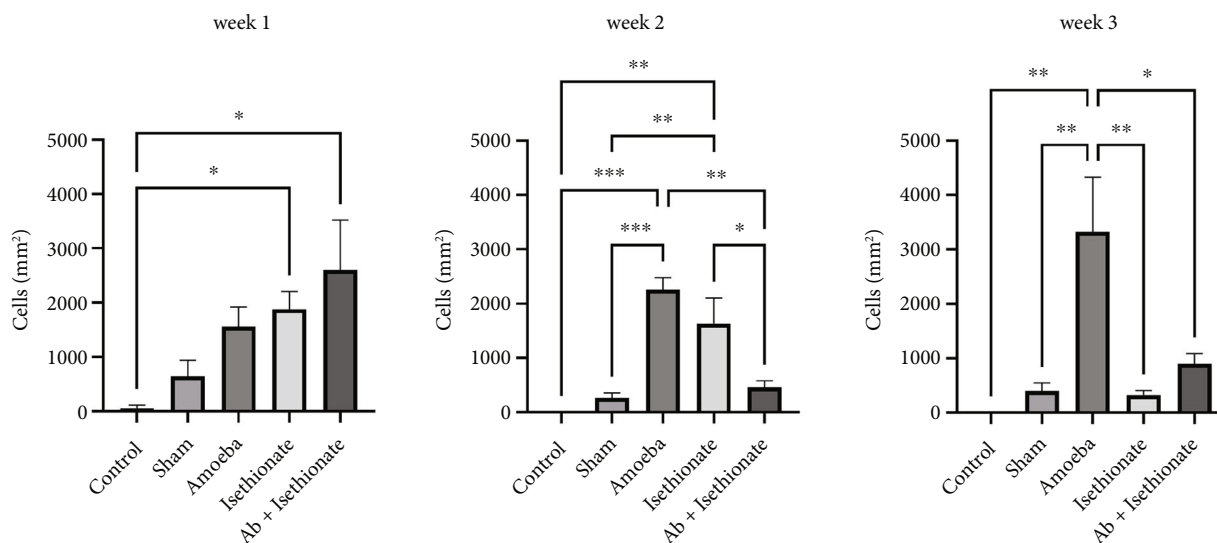 week 1
*
*
5000
4000
3000
2000
1000
0
Cells (mm²)
Control
Sham
Amoeba
Isethionate
Ab + Isethionate
week 2
**
**
***
**
***
*
5000
4000
3000
2000
1000
0
Cells (mm²)
Control
Sham
Amoeba
Isethionate
Ab + Isethionate
week 3
**
*
**
**
5000
4000
3000
2000
1000
0
Cells (mm²)
Control
Sham
Amoeba
Isethionate
Ab + Isethionate